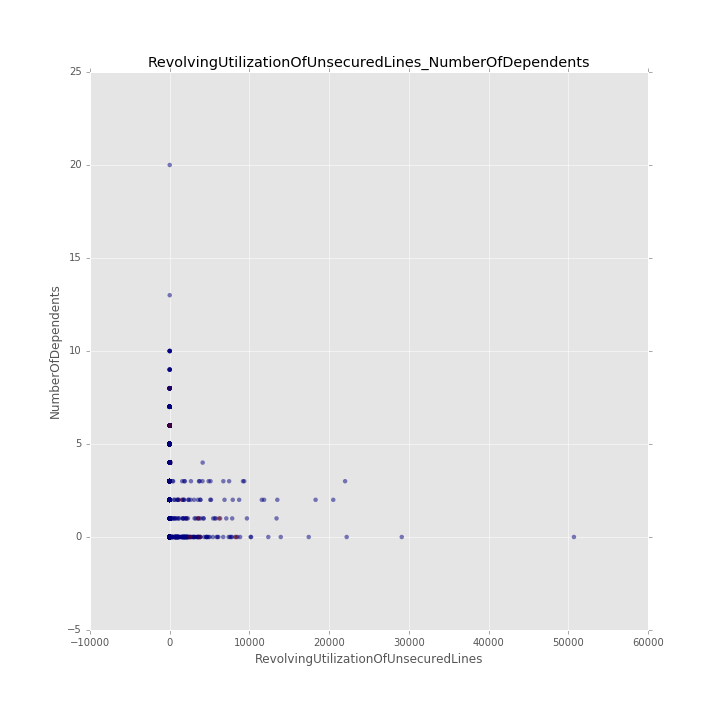 RevolvingUtilizationOfUnsecuredLines_NumberOfDependents
25
20
15
10
5
0
−5
NumberOfDependents
−10000 0 10000 20000 30000 40000 50000 60000
RevolvingUtilizationOfUnsecuredLines